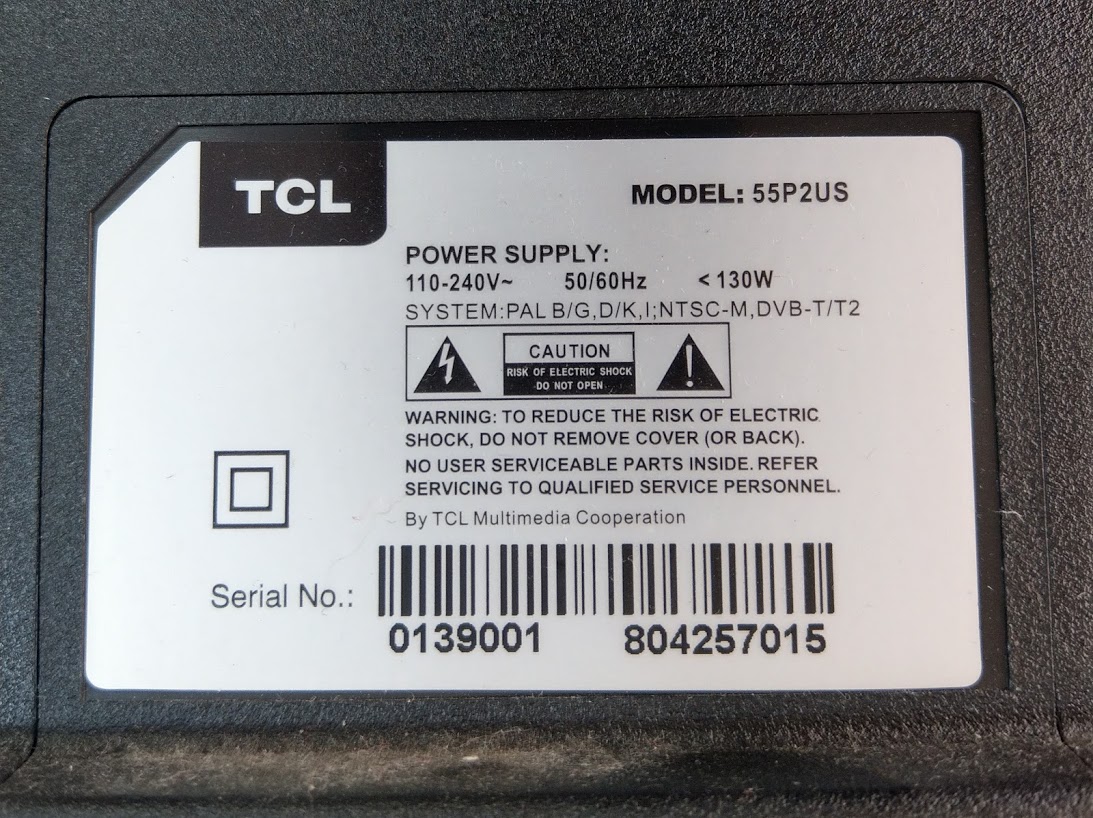 TCL
MODEL: 55P2US
POWER SUPPLY:
110-240V~ 50/60Hz < 130W
SYSTEM:PAL B/G,D/K,I;NTSC-M,DVB-T/T2
CAUTION
RISK OF ELECTRIC SHOCK
DO NOT OPEN
WARNING: TO REDUCE THE RISK OF ELECTRIC
SHOCK, DO NOT REMOVE COVER (OR BACK).
NO USER SERVICEABLE PARTS INSIDE. REFER
SERVICING TO QUALIFIED SERVICE PERSONNEL.
By TCL Multimedia Cooperation
Serial No.:
0139001 804257015